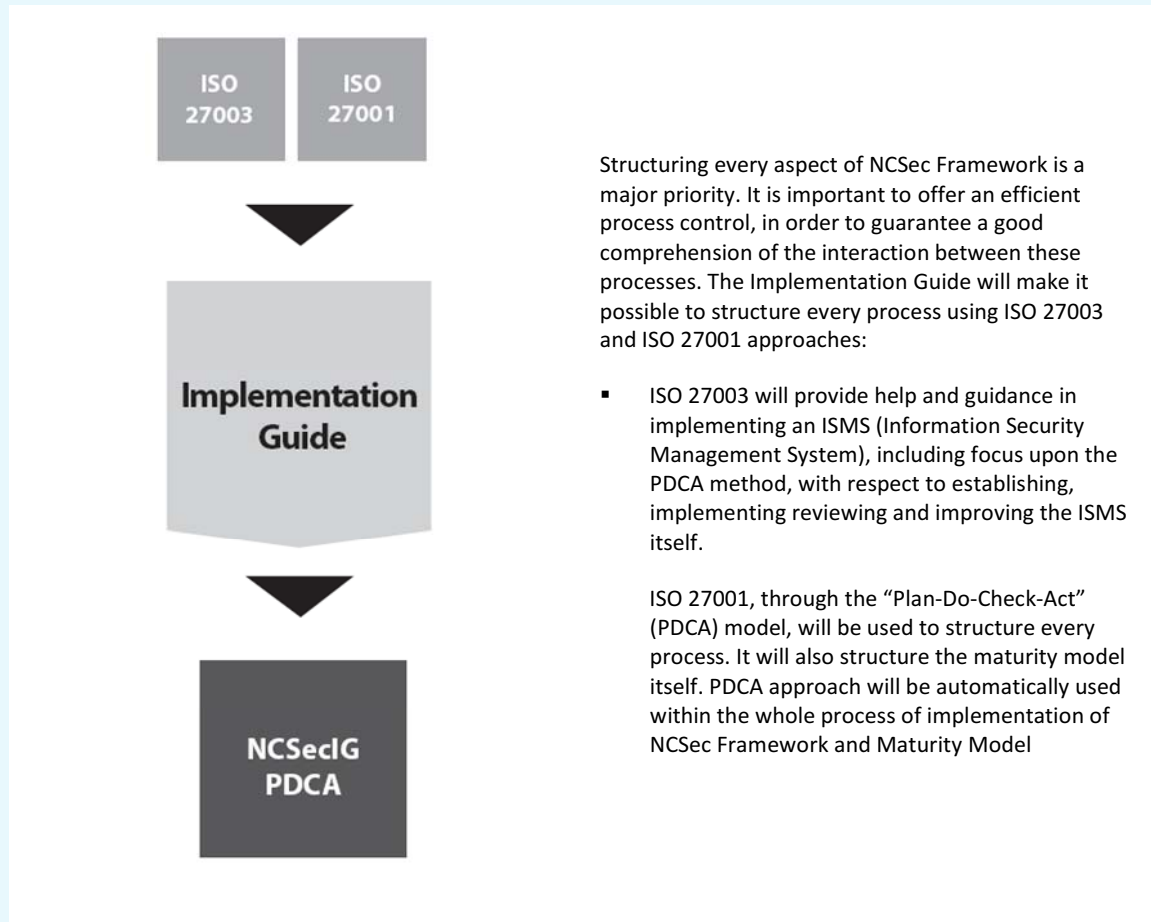 ISO
27003
ISO
27001
Implementation
Guide
NCSecIG
PDCA
Structuring every aspect of NCSec Framework is a
major priority. It is important to offer an efficient
process control, in order to guarantee a good
comprehension of the interaction between these
processes. The Implementation Guide will make it
possible to structure every process using ISO 27003
and ISO 27001 approaches:
▪ ISO 27003 will provide help and guidance in
implementing an ISMS (Information Security
Management System), including focus upon the
PDCA method, with respect to establishing,
implementing reviewing and improving the ISMS
itself.
ISO 27001, through the “Plan-Do-Check-Act”
(PDCA) model, will be used to structure every
process. It will also structure the maturity model
itself. PDCA approach will be automatically used
within the whole process of implementation of
NCSec Framework and Maturity Model